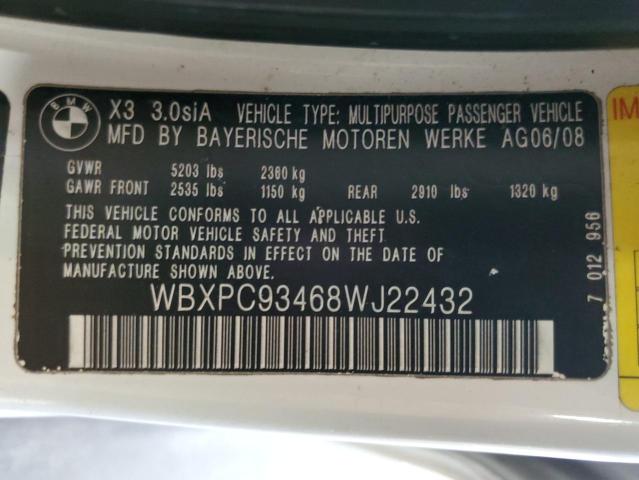 BMW
X3 3.0siA VEHICLE TYPE: MULTIPURPOSE PASSENGER VEHICLE
MFD BY BAYERISCHE MOTOREN WERKE AG06/08
GVWR 5203 lbs 2360 kg
GAWR FRONT 2535 lbs 1150 kg REAR 2910 lbs 1320 kg
THIS VEHICLE CONFORMS TO ALL APPLICABLE U.S.
FEDERAL MOTOR VEHICLE SAFETY AND THEFT
PREVENTION STANDARDS IN EFFECT ON THE DATE OF
MANUFACTURE SHOWN ABOVE
WBXPC93468WJ22432
7 012 956